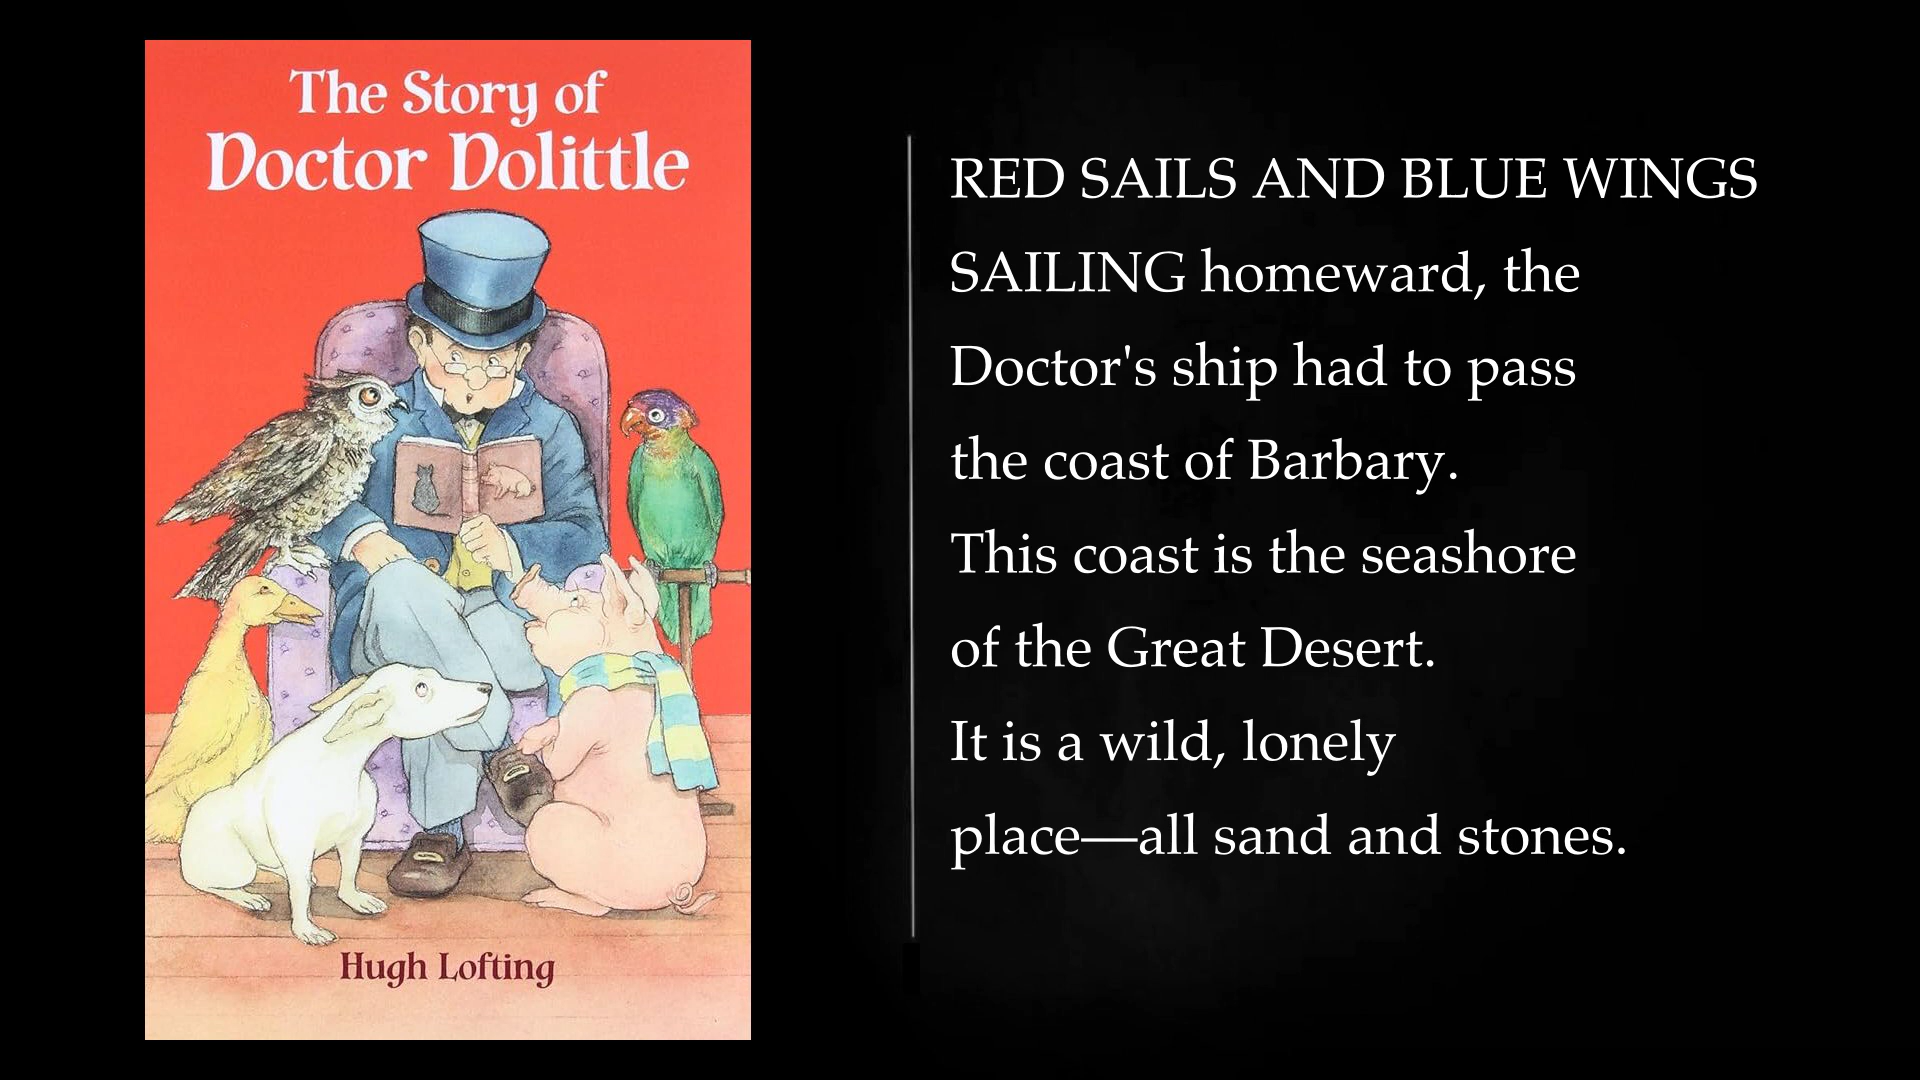 The Story of
Doctor Dolittle
Hugh Lofting
RED SAILS AND BLUE WINGS
SAILING homeward, the
Doctor's ship had to pass
the coast of Barbary.
This coast is the seashore
of the Great Desert.
It is a wild, lonely
place—all sand and stones.